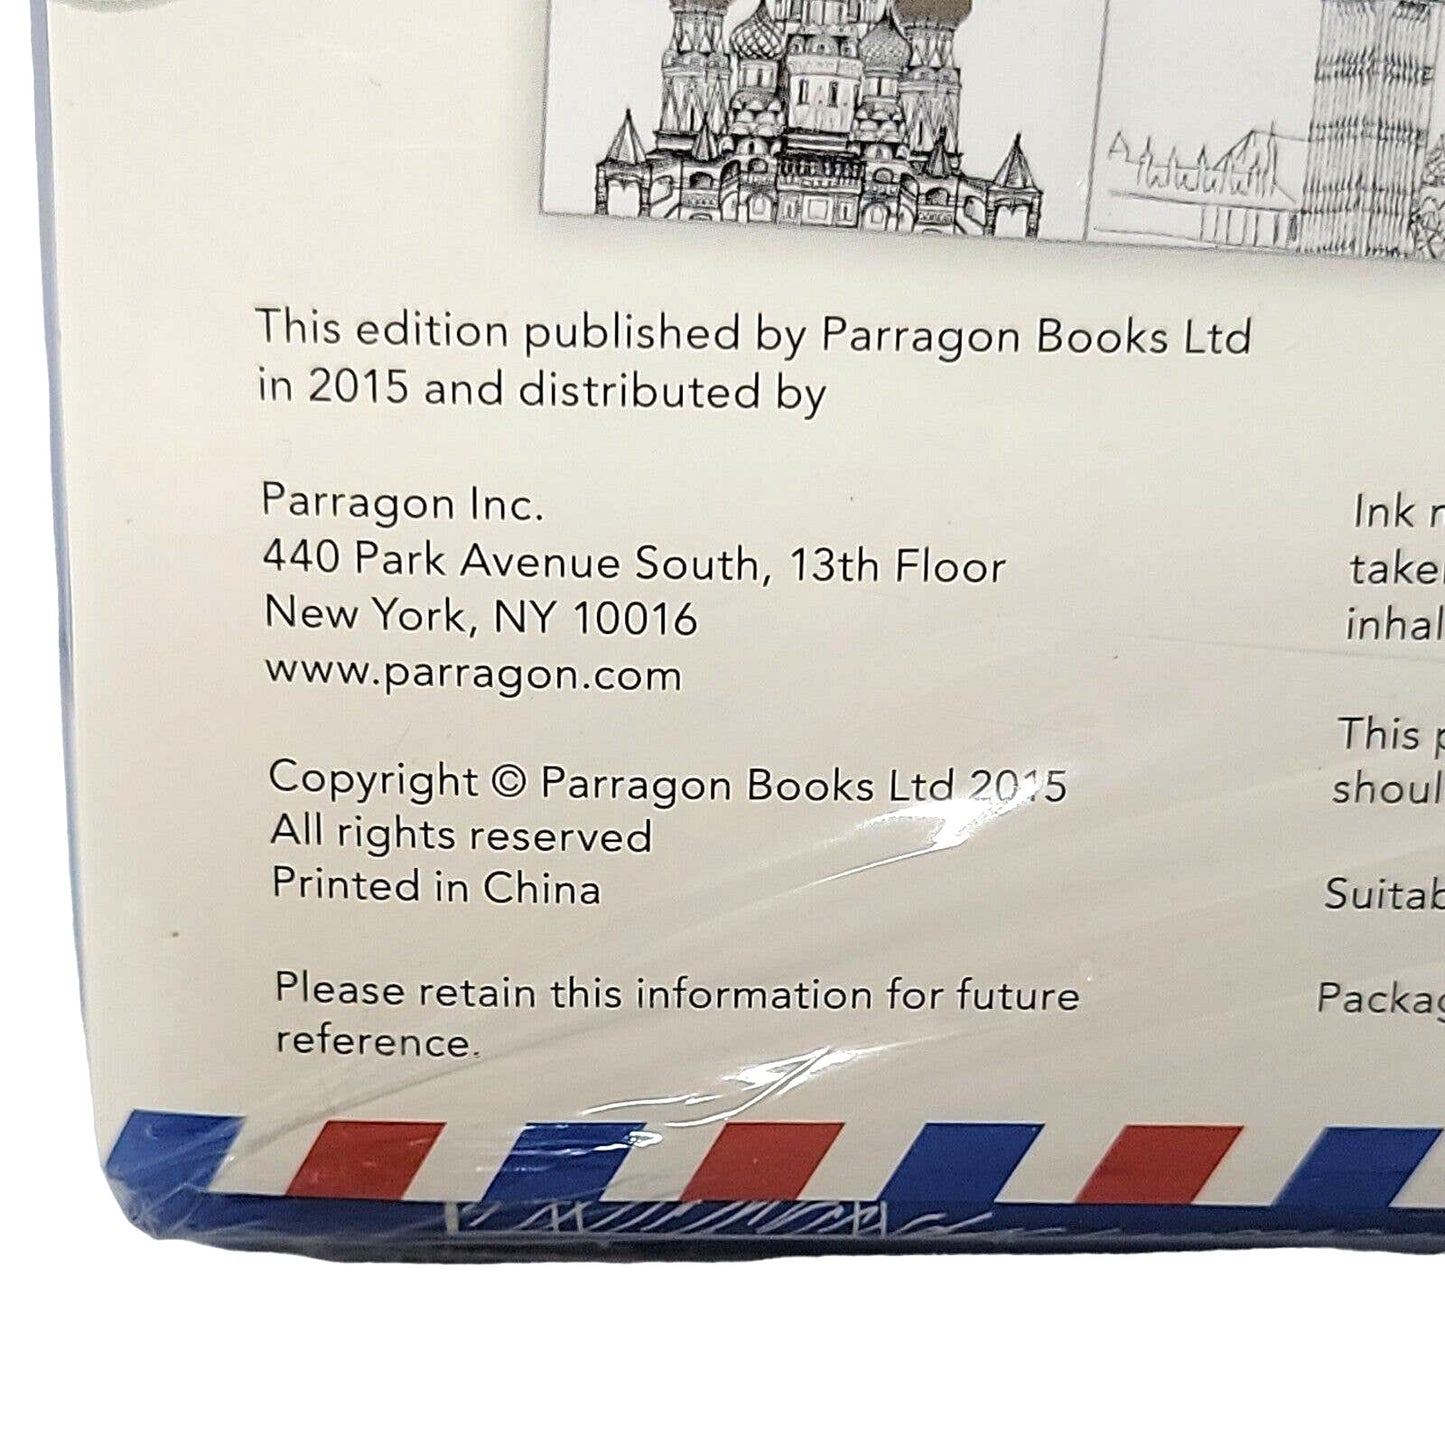 This edition published by Parragon Books Ltd
in 2015 and distributed by
Parragon Inc.
440 Park Avenue South, 13th Floor
New York, NY 10016
www.parragon.com
Copyright © Parragon Books Ltd 2015
All rights reserved
Printed in China
Please retain this information for future
reference.
Ink
This